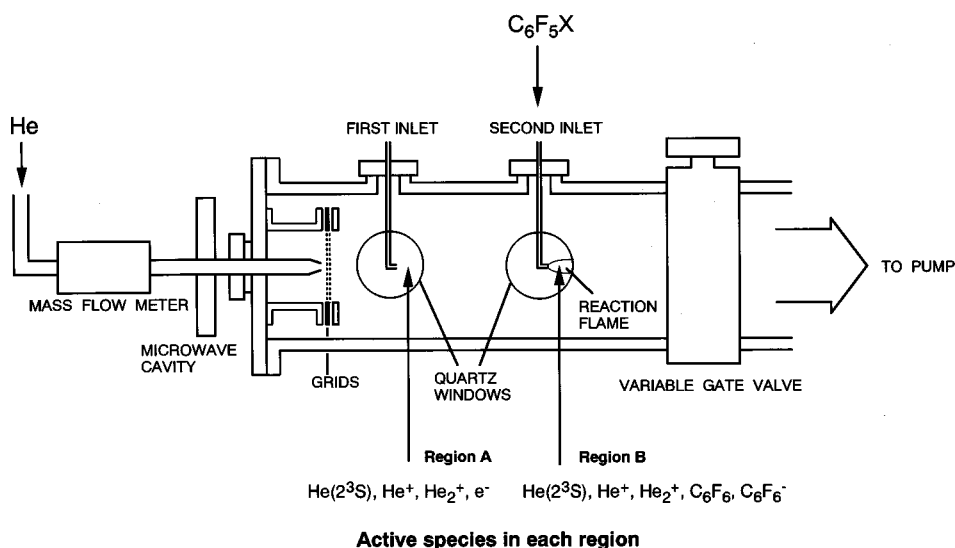 C₆F₅X
He
FIRST INLET
SECOND INLET
MASS FLOW METER
MICROWAVE
CAVITY
GRIDS
QUARTZ
WINDOWS
REACTION
FLAME
VARIABLE GATE VALVE
TO PUMP
Region A
He(2³S), He⁺, He₂⁺, e⁻
Region B
He(2³S), He⁺, He₂⁺, C₆F₆, C₆F₆⁻
Active species in each region